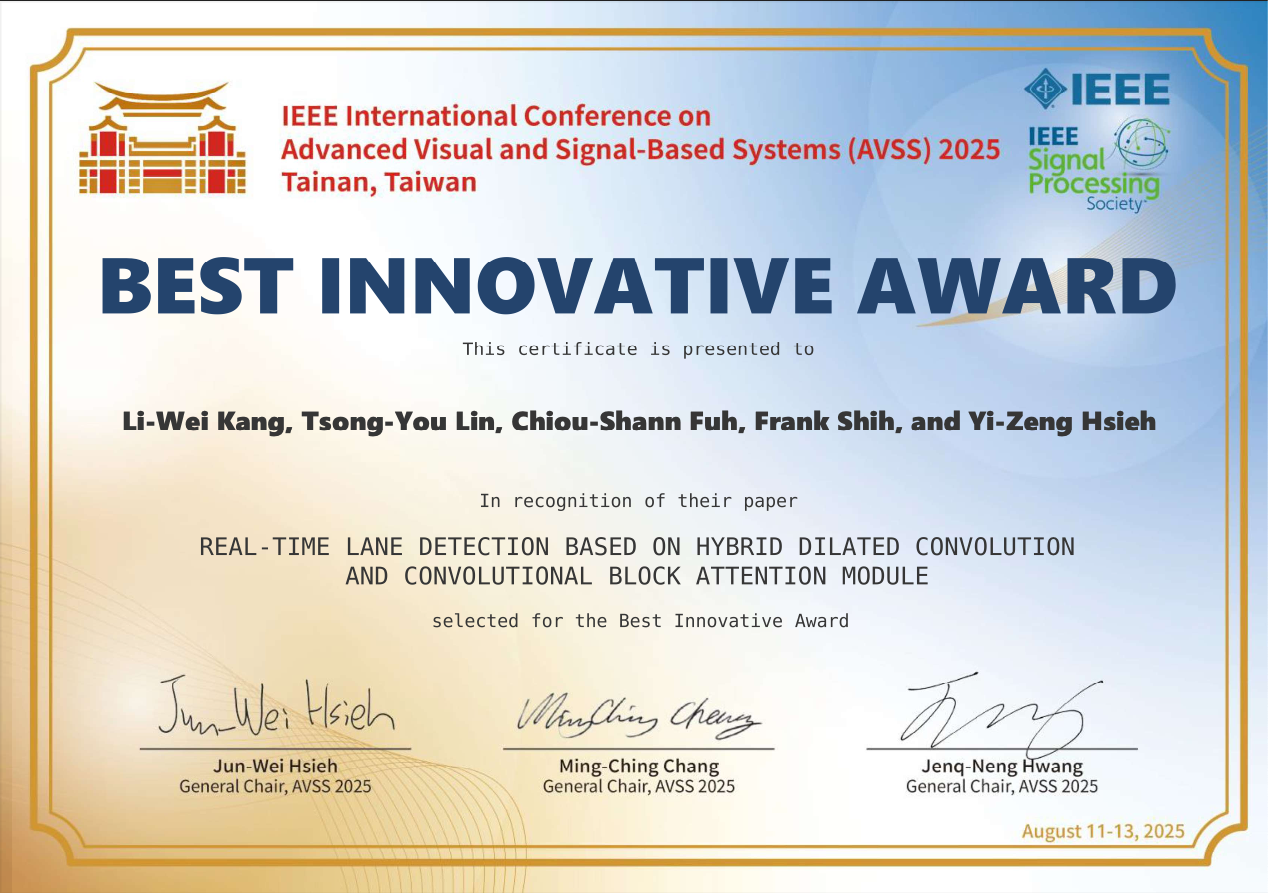 IEEE International Conference on
Advanced Visual and Signal-Based Systems (AVSS) 2025
Tainan, Taiwan
IEEE
IEEE
Signal
Processing
Society
BEST INNOVATIVE AWARD
This certificate is presented to
Li-Wei Kang, Tsong-You Lin, Chiou-Shann Fuh, Frank Shih, and Yi-Zeng Hsieh
In recognition of their paper
REAL-TIME LANE DETECTION BASED ON HYBRID DILATED CONVOLUTION
AND CONVOLUTIONAL BLOCK ATTENTION MODULE
selected for the Best Innovative Award
Jun-Wei Hsieh
Ming-Ching Chang
Jun-Wei Hsieh
General Chair, AVSS 2025
Ming-Ching Chang
General Chair, AVSS 2025
Jenq-Neng Hwang
General Chair, AVSS 2025
August 11-13, 2025